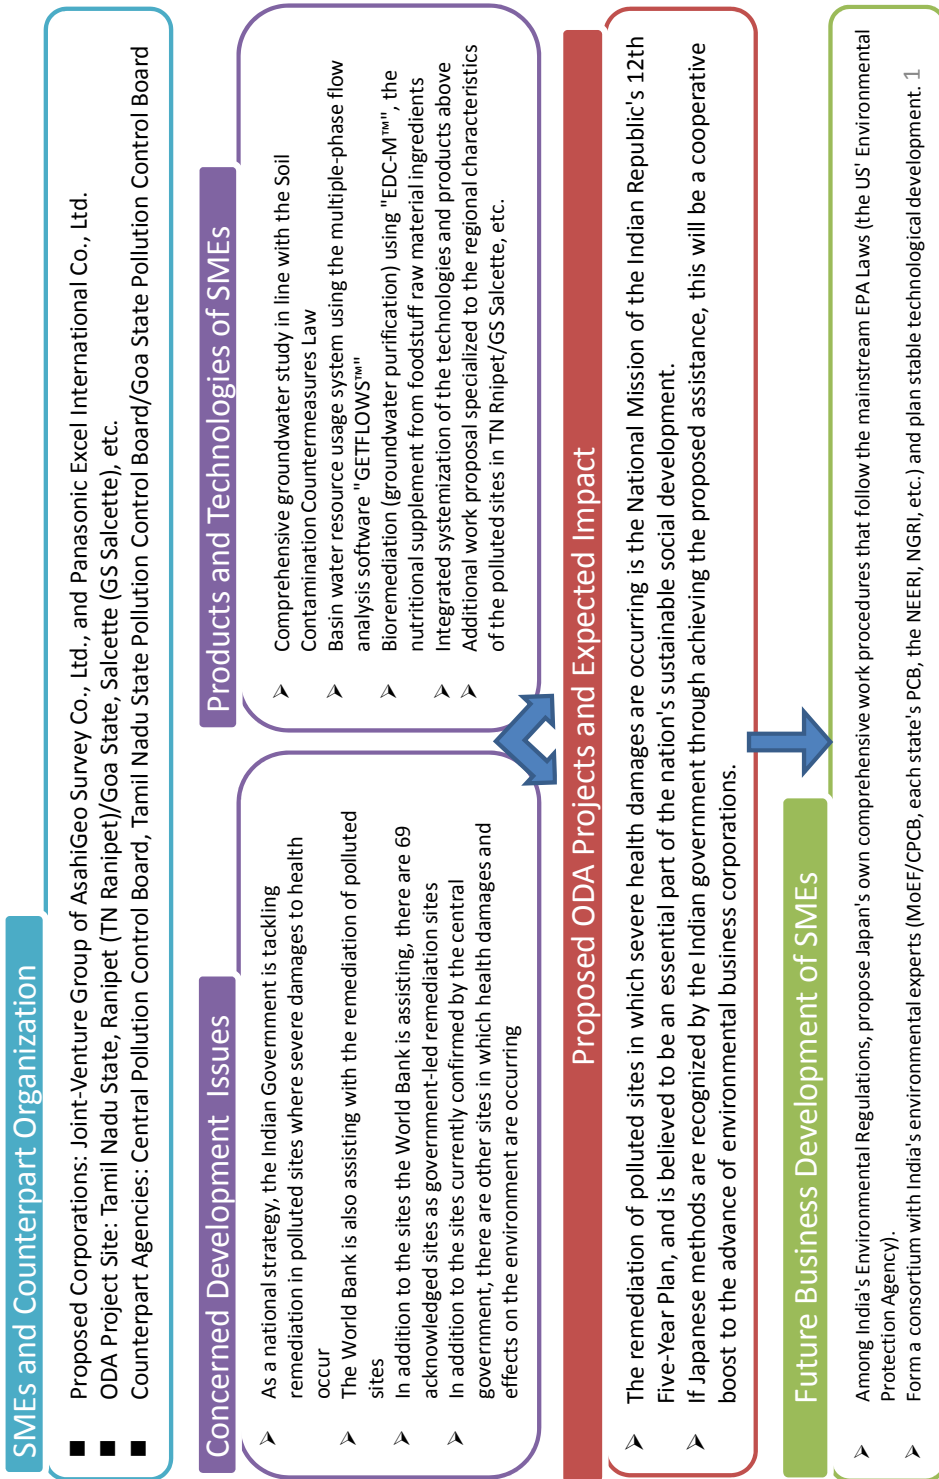 SMEs and Counterpart Organization
■ Proposed Corporations: Joint-Venture Group of AsahiGeo Survey Co., Ltd., and Panasonic Excel International Co., Ltd.
■ ODA Project Site: Tamil Nadu State, Ranipet (TN Ranipet)/Goa State, Salcette (GS Salcette), etc.
■ Counterpart Agencies: Central Pollution Control Board, Tamil Nadu State Pollution Control Board/Goa State Pollution Control Board
Concerned Development Issues
➢ As a national strategy, the Indian Government is tackling
remediation in polluted sites where severe damages to health
occur
➢ The World Bank is also assisting with the remediation of polluted
sites
➢ In addition to the sites the World Bank is assisting, there are 69
acknowledged sites as government-led remediation sites
➢ In addition to the sites currently confirmed by the central
government, there are other sites in which health damages and
effects on the environment are occurring
Products and Technologies of SMEs
➢ Comprehensive groundwater study in line with the Soil
Contamination Countermeasures Law
➢ Basin water resource usage system using the multiple-phase flow
analysis software "GETFLOWS™"
➢ Bioremediation (groundwater purification) using "EDC-M™", the
nutritional supplement from foodstuff raw material ingredients
➢ Integrated systemization of the technologies and products above
➢ Additional work proposal specialized to the regional characteristics
of the polluted sites in TN Rnipet/GS Salcette, etc.
Proposed ODA Projects and Expected Impact
➢ The remediation of polluted sites in which severe health damages are occurring is the National Mission of the Indian Republic's 12th
Five-Year Plan, and is believed to be an essential part of the nation's sustainable social development.
➢ If Japanese methods are recognized by the Indian government through achieving the proposed assistance, this will be a cooperative
boost to the advance of environmental business corporations.
Future Business Development of SMEs
➢ Among India's Environmental Regulations, propose Japan's own comprehensive work procedures that follow the mainstream EPA Laws (the US' Environmental
Protection Agency).
➢ Form a consortium with India's environmental experts (MoEF/CPCB, each state's PCB, the NEERI, NGRI, etc.) and plan stable technological development.
1